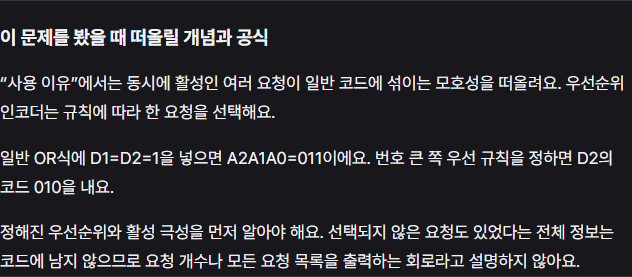 이 문제를 봤을 때 떠올릴 개념과 공식
“사용 이유”에서는 동시에 활성인 여러 요청이 일반 코드에 섞이는 모호성을 떠올려요. 우선순위
인코더는 규칙에 따라 한 요청을 선택해요.
일반 OR식에 D1=D2=1을 넣으면 A2A1A0=011이에요. 번호 큰 쪽 우선 규칙을 정하면 D2의
코드 010을 내요.
정해진 우선순위와 활성 극성을 먼저 알아야 해요. 선택되지 않은 요청도 있었다는 전체 정보는
코드에 남지 않으므로 요청 개수나 모든 요청 목록을 출력하는 회로라고 설명하지 않아요.